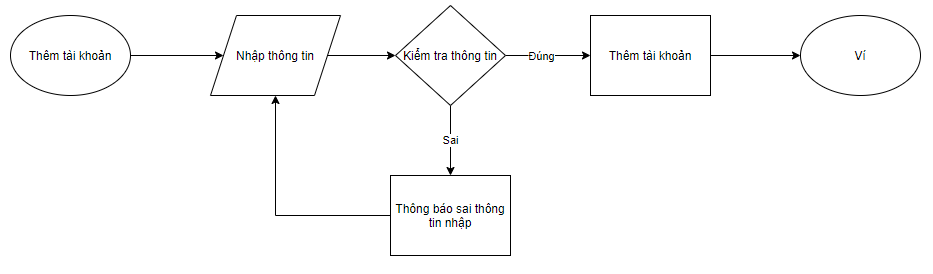 Thêm tài khoản
Nhập thông tin
Kiểm tra thông tin
Đúng
Thêm tài khoản
Ví
Sai
Thông báo sai thông
tin nhập